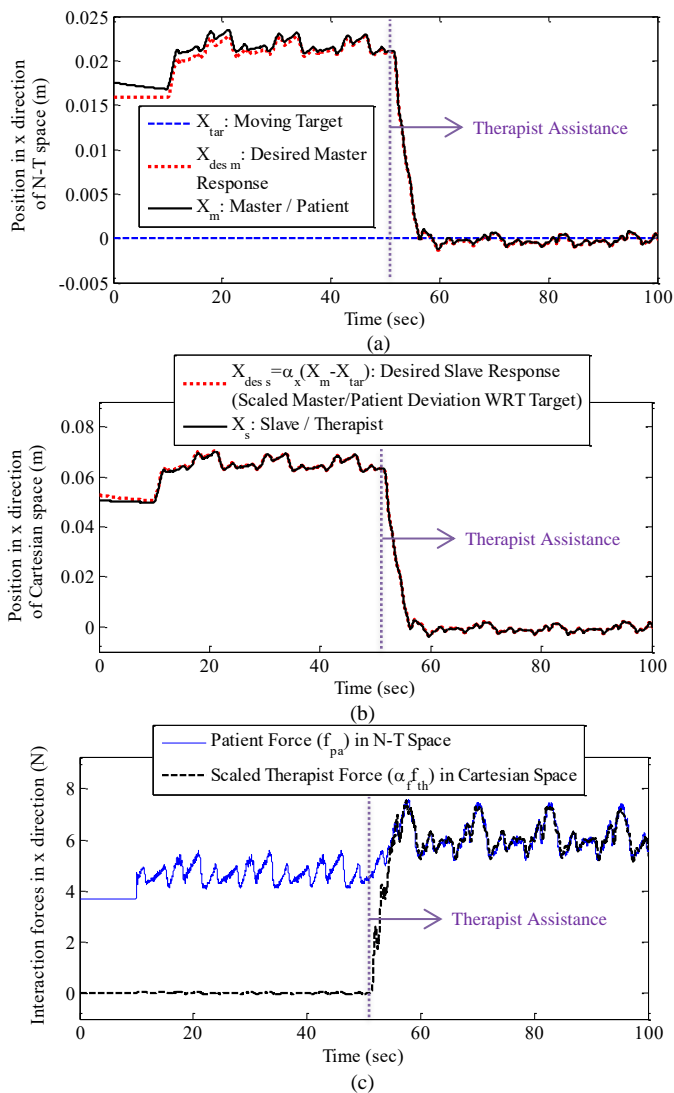 Position in x direction
of N-T space (m)
0.025
0.02
0.015
0.01
0.005
0
-0.005
X_tar: Moving Target
X_des m: Desired Master
Response
X_m: Master / Patient
Therapist Assistance
0 20 40 60 80 100
Time (sec)
(a)
X_des s=α_x(X_m-X_tar): Desired Slave Response
(Scaled Master/Patient Deviation WRT Target)
X_s: Slave / Therapist
Position in x direction
of Cartesian space (m)
0.08
0.06
0.04
0.02
0
Therapist Assistance
0 20 40 60 80 100
Time (sec)
(b)
Patient Force (f_pa) in N-T Space
Scaled Therapist Force (α_f f_th) in Cartesian Space
Interaction forces in x direction (N)
8
6
4
2
0
Therapist Assistance
0 20 40 60 80 100
Time (sec)
(c)